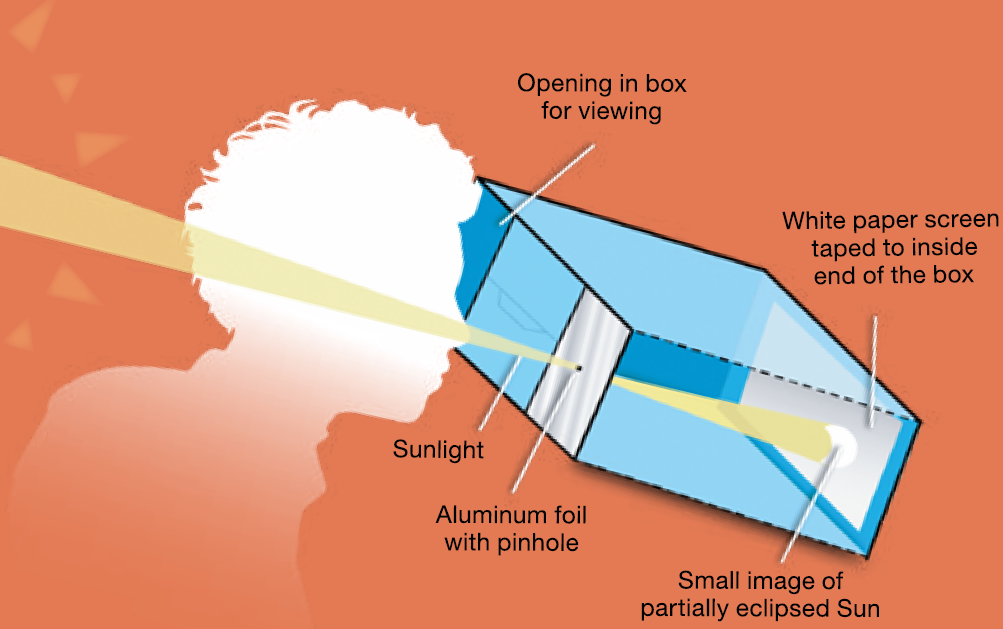 Opening in box
for viewing
White paper screen
taped to inside
end of the box
Sunlight
Aluminum foil
with pinhole
Small image of
partially eclipsed Sun